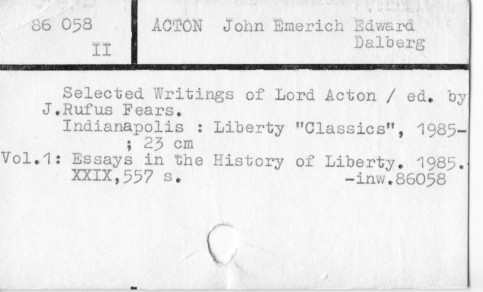 86 058
II
ACTON John Emerich Edward
Dalberg
Selected Writings of Lord Acton / ed. by
J.Rufus Fears.
Indianapolis : Liberty "Classics", 1985-
; 23 cm
Vol.1: Essays in the History of Liberty. 1985.
XXIX,557 s. -inw.86058